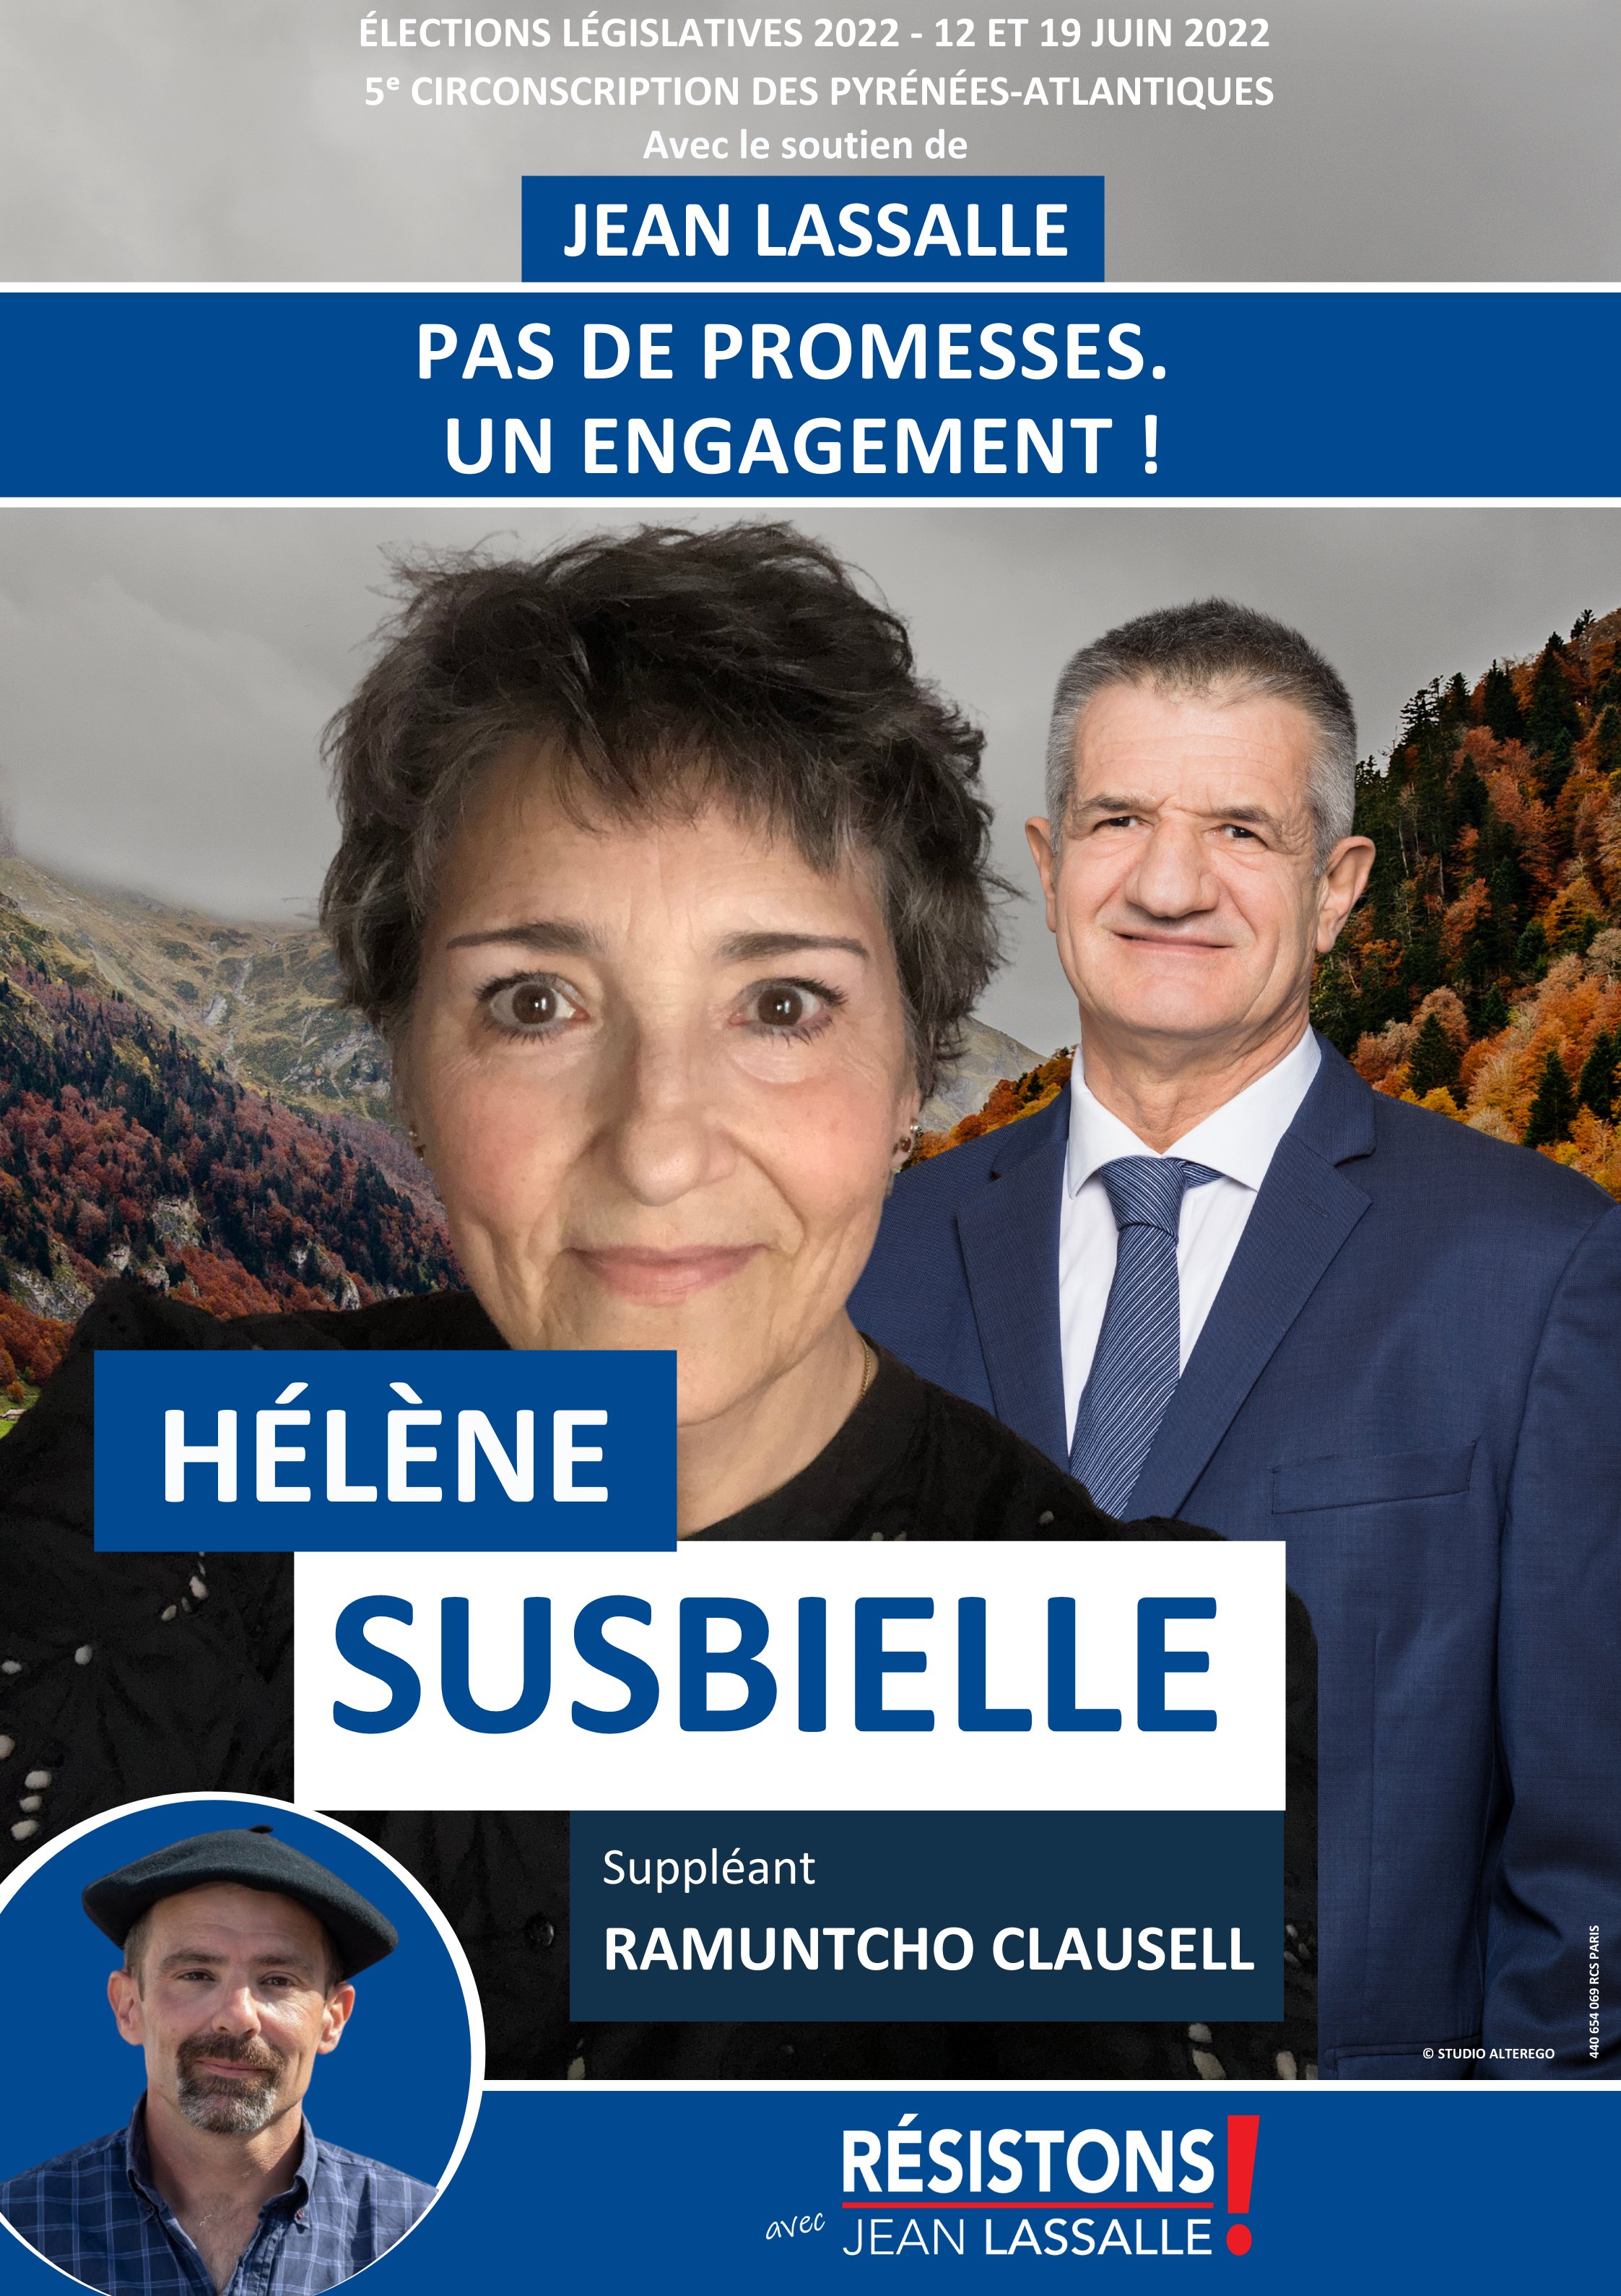 ÉLECTIONS LÉGISLATIVES 2022 - 12 ET 19 JUIN 2022
5e CIRCONSCRIPTION DES PYRÉNÉES-ATLANTIQUES
Avec le soutien de
JEAN LASSALLE
PAS DE PROMESSES.
UN ENGAGEMENT !
HÉLÈNE
SUSBIELLE
Suppléant
RAMUNTCHO CLAUSELL
© STUDIO ALTEREGO
440 654 069 RCS PARIS
RÉSISTONS !
avec JEAN LASSALLE